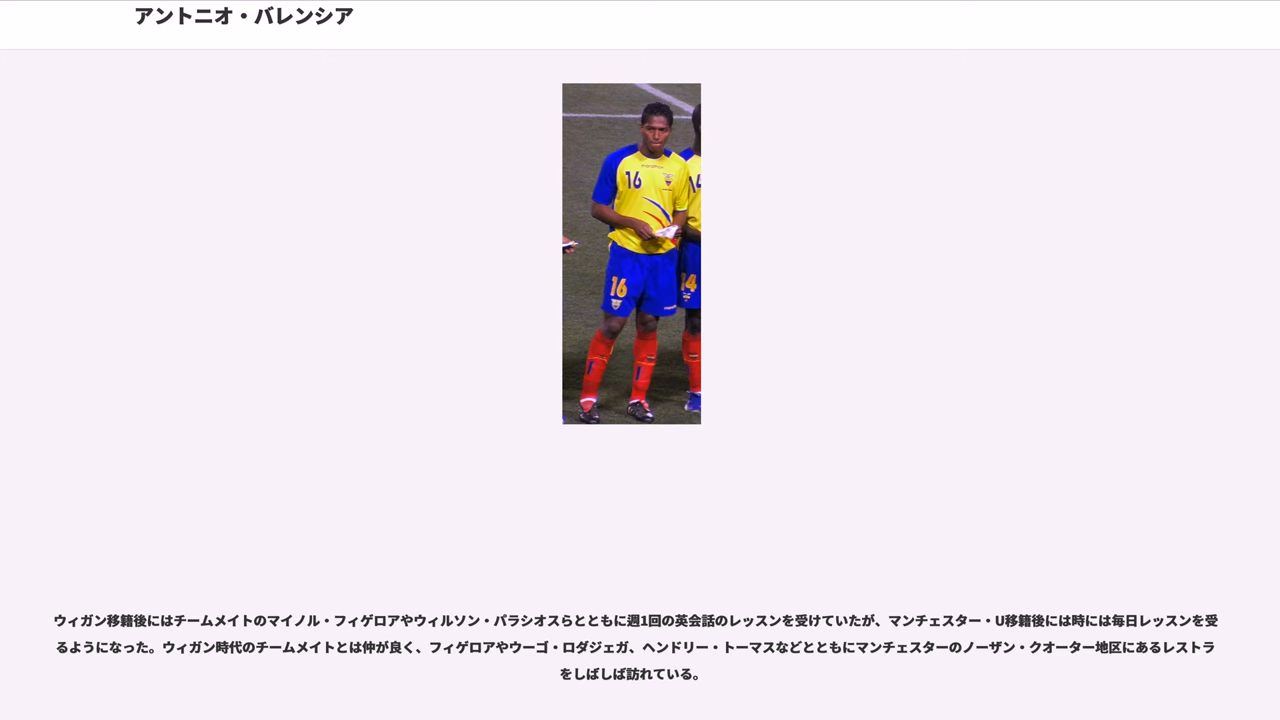 アントニオ・バレンシア
16
14
16
14
ウィガン移籍後にはチームメイトのマイノル・フィゲロアやウィルソン・パラシオスらとともに週1回の英会話のレッスンを受けていたが、マンチェスター・U移籍後には時には毎日レッスンを受
るようになった。ウィガン時代のチームメイトとは仲が良く、フィゲロアやウーゴ・ロダジェガ、ヘンドリー・トーマスなどとともにマンチェスターのノーザン・クオーター地区にあるレストラ
をしばしば訪れている。